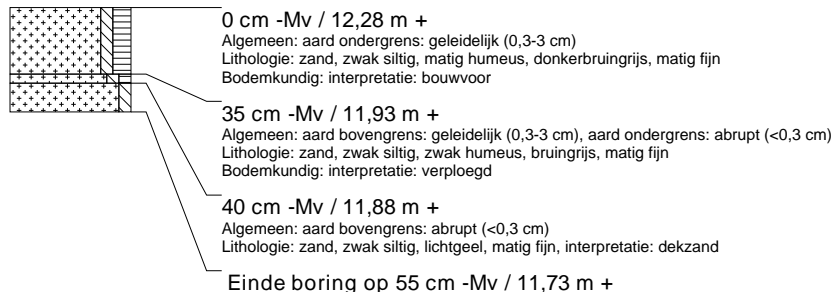 0 cm -Mv / 12,28 m +
Algemeen: aard ondergrens: geleidelijk (0,3-3 cm)
Lithologie: zand, zwak siltig, matig humeus, donkerbruingrijs, matig fijn
Bodemkundig: interpretatie: bouwvoor
35 cm -Mv / 11,93 m +
Algemeen: aard bovengrens: geleidelijk (0,3-3 cm), aard ondergrens: abrupt (<0,3 cm)
Lithologie: zand, zwak siltig, zwak humeus, bruingrijs, matig fijn
Bodemkundig: interpretatie: verploegd
40 cm -Mv / 11,88 m +
Algemeen: aard bovengrens: abrupt (<0,3 cm)
Lithologie: zand, zwak siltig, lichtgeel, matig fijn, interpretatie: dekzand
Einde boring op 55 cm -Mv / 11,73 m +